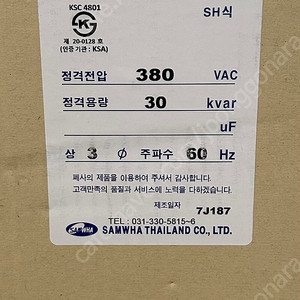 KSC 4801
SH식
제 20-0128 호
(인증기관 : KSA)
정격전압 380 VAC
정격용량 30 kvar
uF
상 3 Ø 주파수 60 Hz
폐사의 제품을 이용하여 주셔서 감사합니다.
고객만족의 품질과 서비스에 노력을 다하겠습니다.
제조일자 7J187
TEL : 031-330-5815~6
SAMWHA SAMWHA THAILAND CO., LTD.